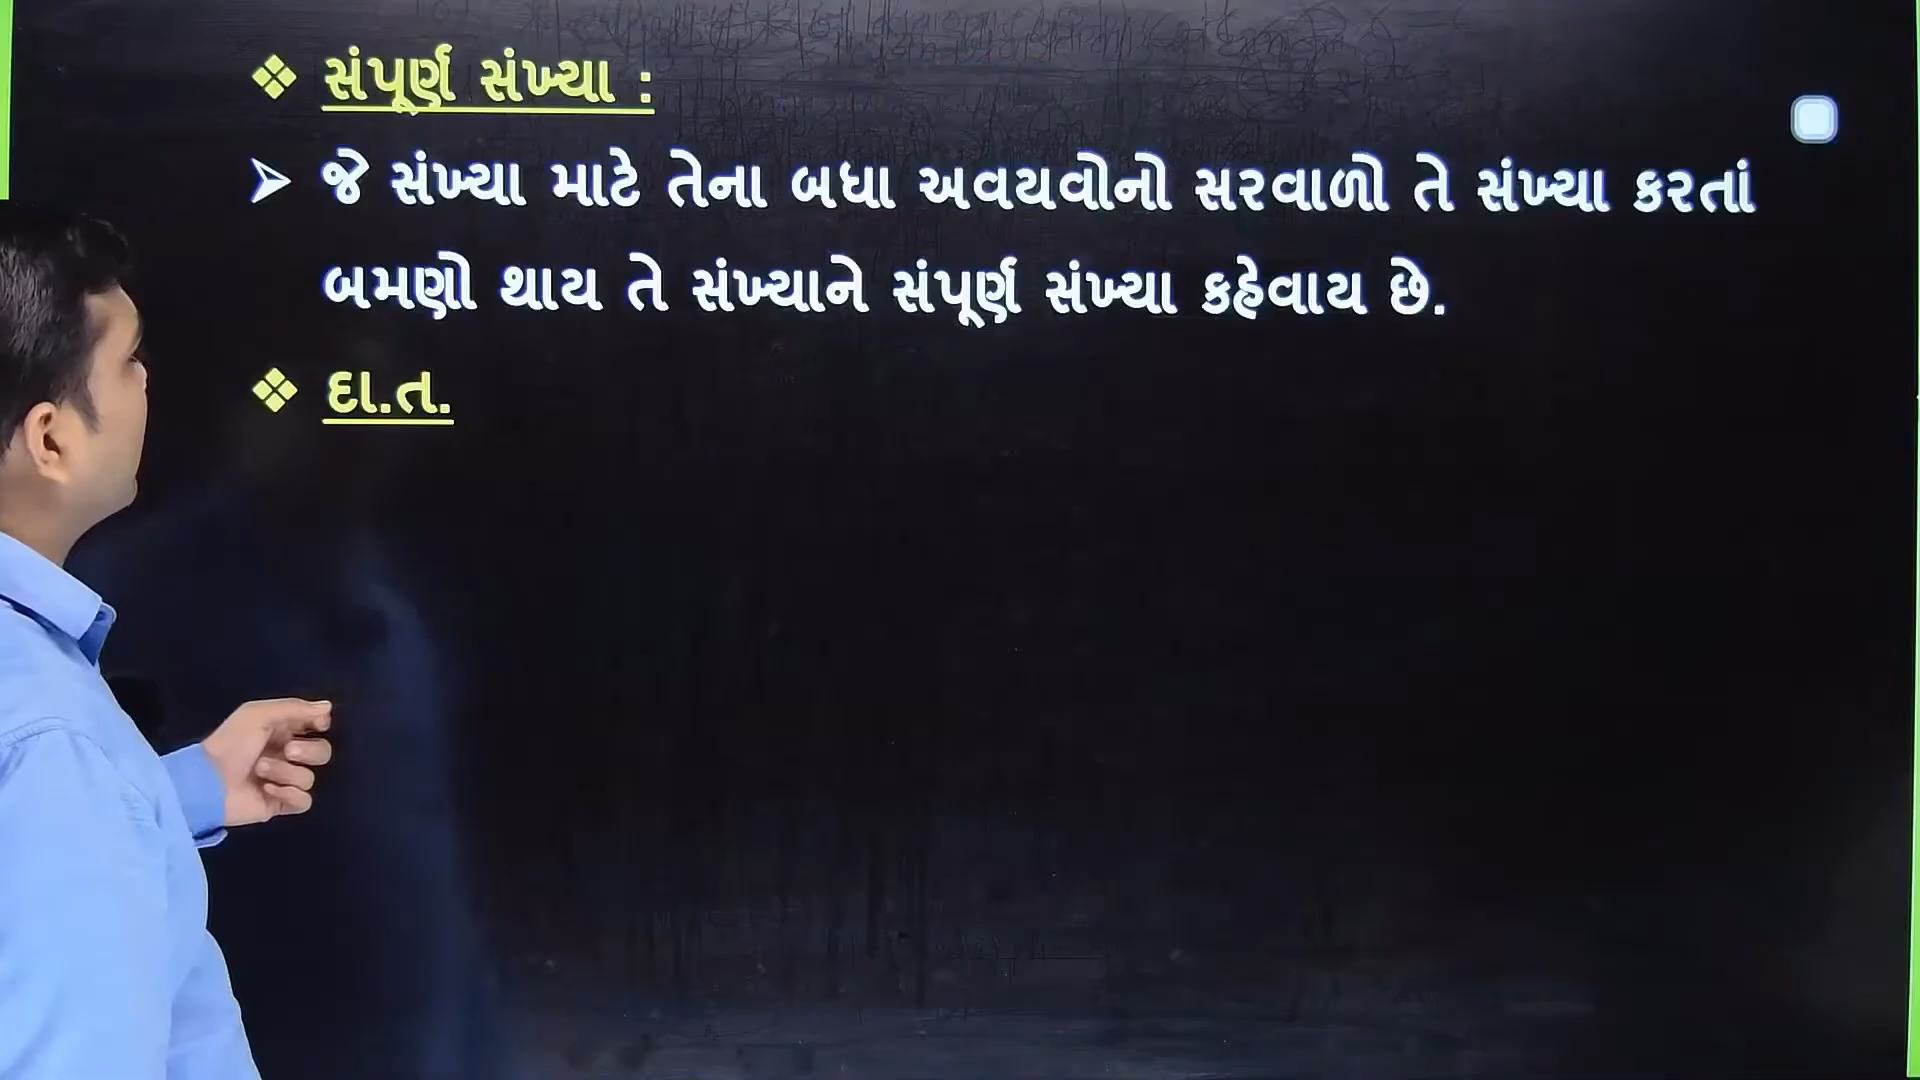 ❖ સંપૂર્ણ સંખ્યા :
➢ જે સંખ્યા માટે તેના બધા અવયવોનો સરવાળો તે સંખ્યા કરતાં
બમણો થાય તે સંખ્યાને સંપૂર્ણ સંખ્યા કહેવાય છે.
❖ દા.ત.